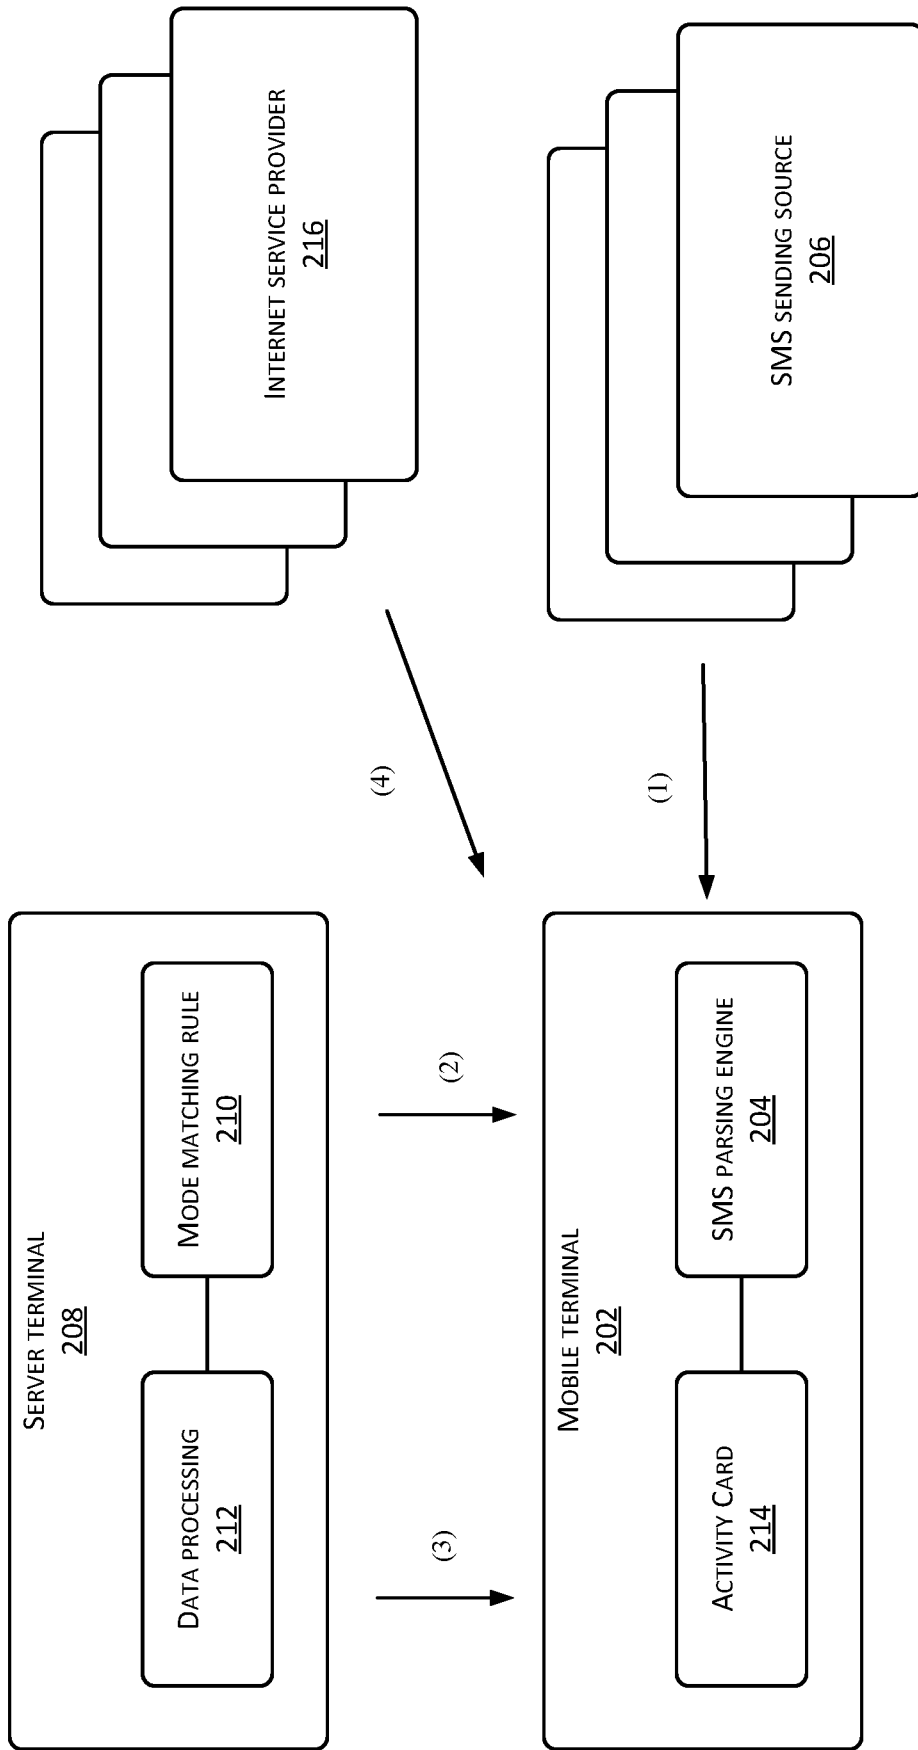 SERVER TERMINAL
208
DATA PROCESSING
212
MODE MATCHING RULE
210
(3)
(2)
MOBILE TERMINAL
202
ACTIVITY CARD
214
SMS PARSING ENGINE
204
(4)
(1)
INTERNET SERVICE PROVIDER
216
SMS SENDING SOURCE
206